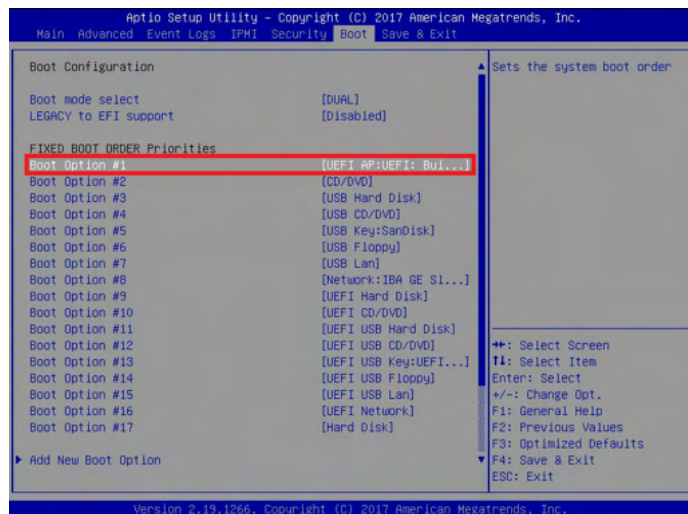 Aptio Setup Utility – Copyright (C) 2017 American Megatrends, Inc.
Main Advanced Event Logs IPMI Security Boot Save & Exit
Boot Configuration
Sets the system boot order
Boot mode select [DUAL]
LEGACY to EFI support [Disabled]
FIXED BOOT ORDER Priorities
Boot Option #1 [UEFI AP:UEFI: Bui...]
Boot Option #2 [CD/DVD]
Boot Option #3 [USB Hard Disk]
Boot Option #4 [USB CD/DVD]
Boot Option #5 [USB Key:SanDisk]
Boot Option #6 [USB Floppy]
Boot Option #7 [USB Lan]
Boot Option #8 [Network:IBA GE Sl...]
Boot Option #9 [UEFI Hard Disk]
Boot Option #10 [UEFI CD/DVD]
Boot Option #11 [UEFI USB Hard Disk]
Boot Option #12 [UEFI USB CD/DVD]
Boot Option #13 [UEFI USB Key:UEFI...]
Boot Option #14 [UEFI USB Floppy]
Boot Option #15 [UEFI USB Lan]
Boot Option #16 [UEFI Network]
Boot Option #17 [Hard Disk]
Add New Boot Option
→←: Select Screen
↑↓: Select Item
Enter: Select
+/-: Change Opt.
F1: General Help
F2: Previous Values
F3: Optimized Defaults
F4: Save & Exit
ESC: Exit
Version 2.19.1266. Copyright (C) 2017 American Megatrends, Inc.